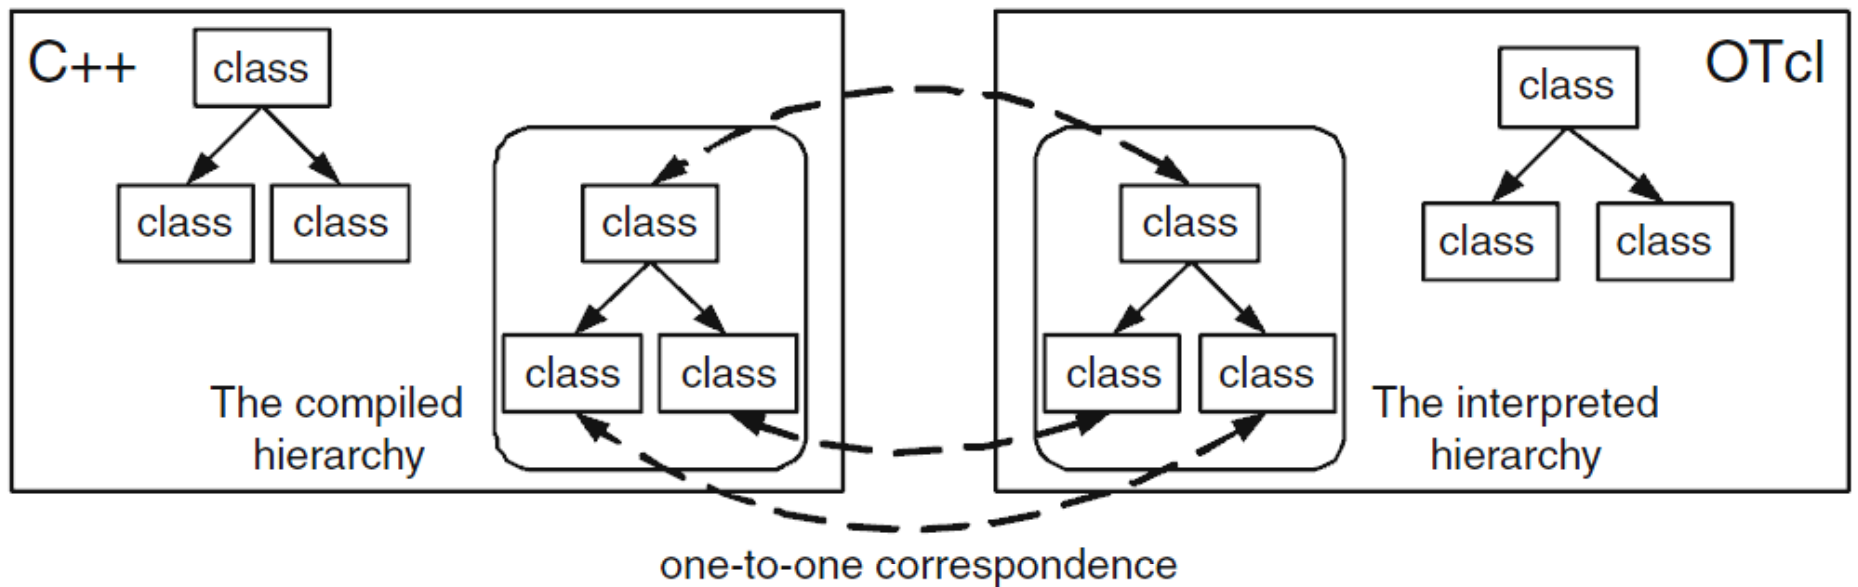 C++
class
class
class
class
class
class
The compiled
hierarchy
OTcl
class
class
class
class
class
class
The interpreted
hierarchy
one-to-one correspondence